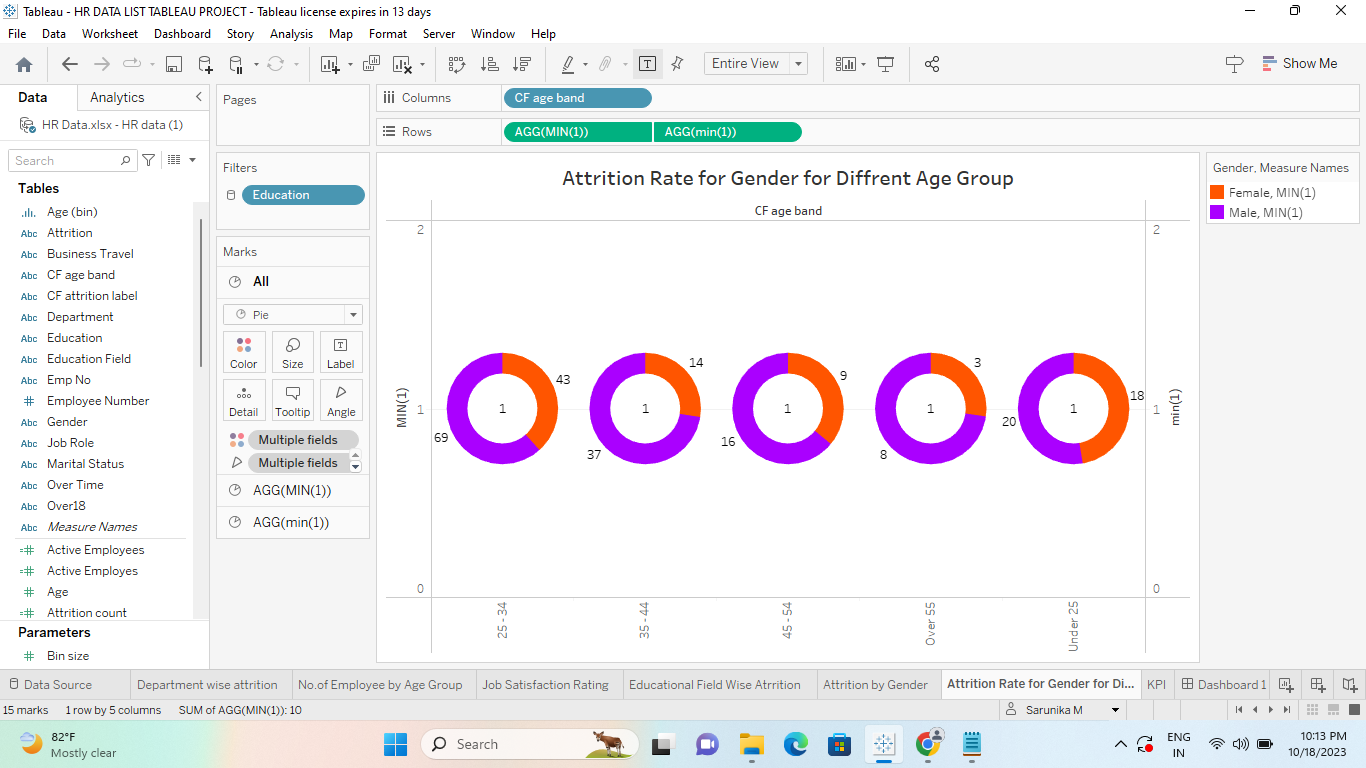 Tableau - HR DATA LIST TABLEAU PROJECT - Tableau license expires in 13 days
File Data Worksheet Dashboard Story Analysis Map Format Server Window Help
Entire View
Show Me
Data Analytics
HR Data.xlsx - HR data (1)
Search
Tables
Age (bin)
Attrition
Business Travel
CF age band
CF attrition label
Department
Education
Education Field
Emp No
Employee Number
Gender
Job Role
Marital Status
Over Time
Over18
Measure Names
Active Employees
Active Employes
Age
Attrition count
Parameters
Bin size
Pages
Filters
Education
Marks
All
Pie
Color Size Label
Detail Tooltip Angle
Multiple fields
Multiple fields
AGG(MIN(1))
AGG(min(1))
Columns CF age band
Rows AGG(MIN(1)) AGG(min(1))
Attrition Rate for Gender for Diffrent Age Group
CF age band
2 2
MIN(1)
1 1
0 0
min(1)
43 69 1
14 37 1
9 16 1
3 8 1
18 20 1
25 - 34
35 - 44
45 - 54
Over 55
Under 25
Gender, Measure Names
Female, MIN(1)
Male, MIN(1)
Data Source Department wise attrition No.of Employee by Age Group Job Satisfaction Rating Educational Field Wise Atrrition Attrition by Gender Attrition Rate for Gender for Di... KPI Dashboard 1
15 marks 1 row by 5 columns SUM of AGG(MIN(1)): 10 Sarunika M
82°F
Mostly clear
Search
ENG
IN
10:13 PM
10/18/2023